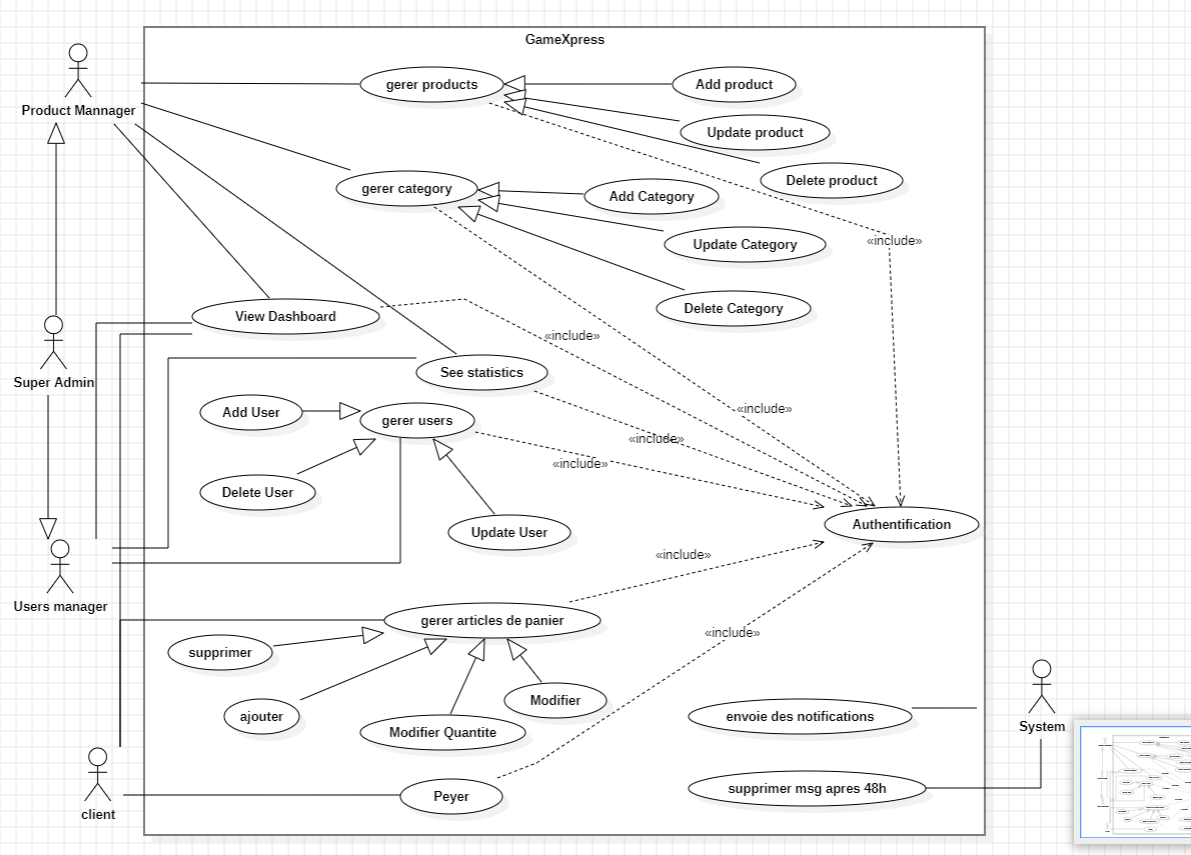 GameXpress
Product Mannager
gerer products
Add product
Update product
Delete product
gerer category
Add Category
Update Category
«include»
Delete Category
View Dashboard
«include»
Super Admin
See statistics
Add User
gerer users
«include»
«include»
«include»
Delete User
Update User
Authentification
«include»
Users manager
gerer articles de panier
«include»
supprimer
Modifier
ajouter
Modifier Quantite
envoie des notifications
System
Peyer
supprimer msg apres 48h
client